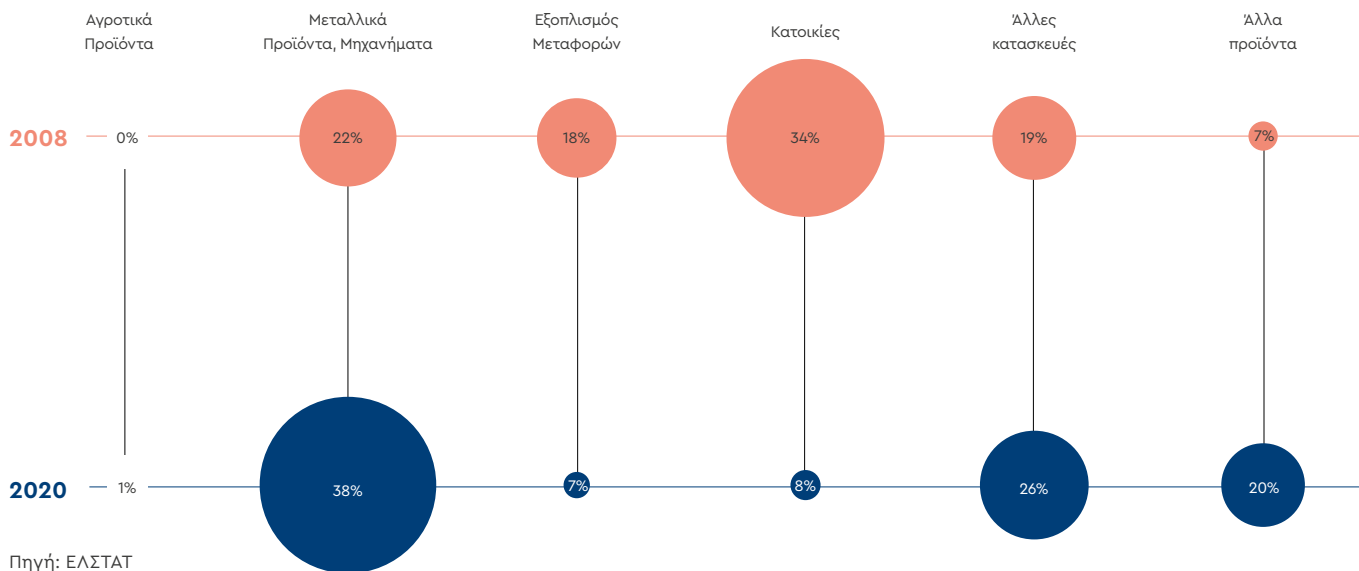 Αγροτικά
Προϊόντα
Μεταλλικά
Προϊόντα, Μηχανήματα
Εξοπλισμός
Μεταφορών
Κατοικίες
Άλλες
κατασκευές
Άλλα
προϊόντα
2008 0% 22% 18% 34% 19% 7%
2020 1% 38% 7% 8% 26% 20%
Πηγή: ΕΛΣΤΑΤ